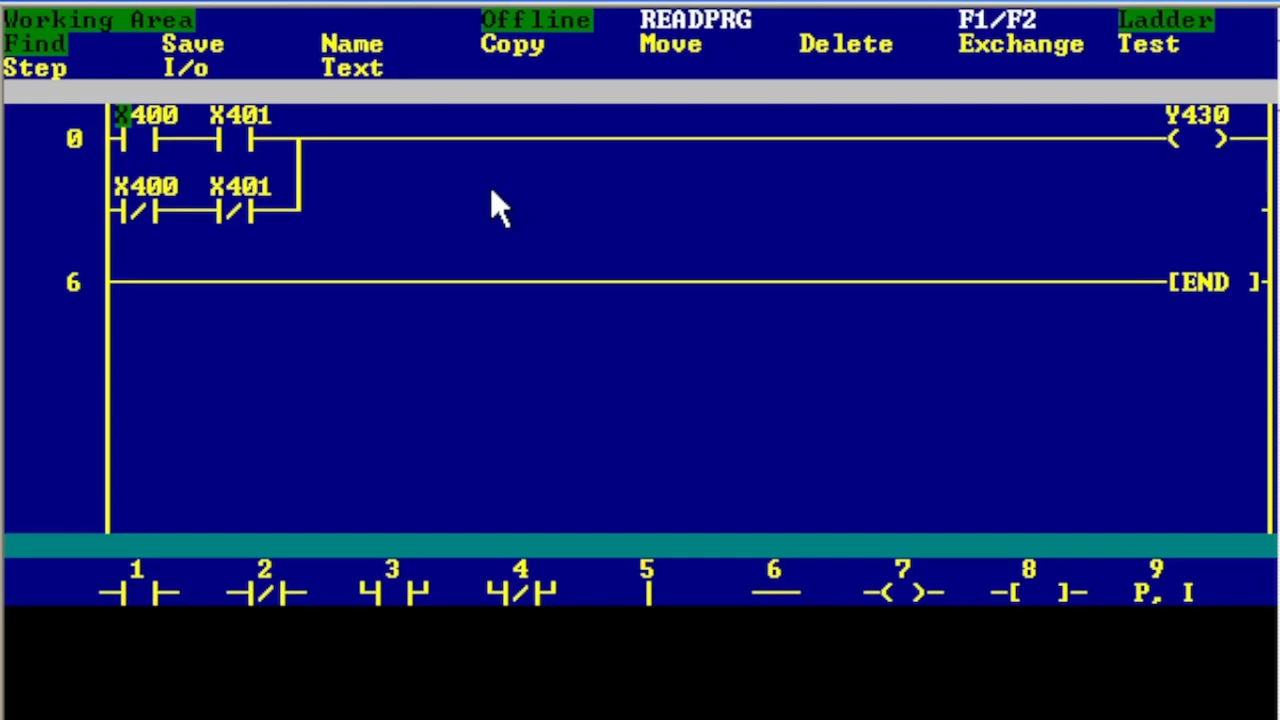 Working Area Offline READPRG F1/F2 Ladder
Find Save Name Copy Move Delete Exchange Test
Step I/o Text
X400 X401 Y430
0
X400 X401
6 [END ]
1 2 3 4 5 6 7 8 9
P, I